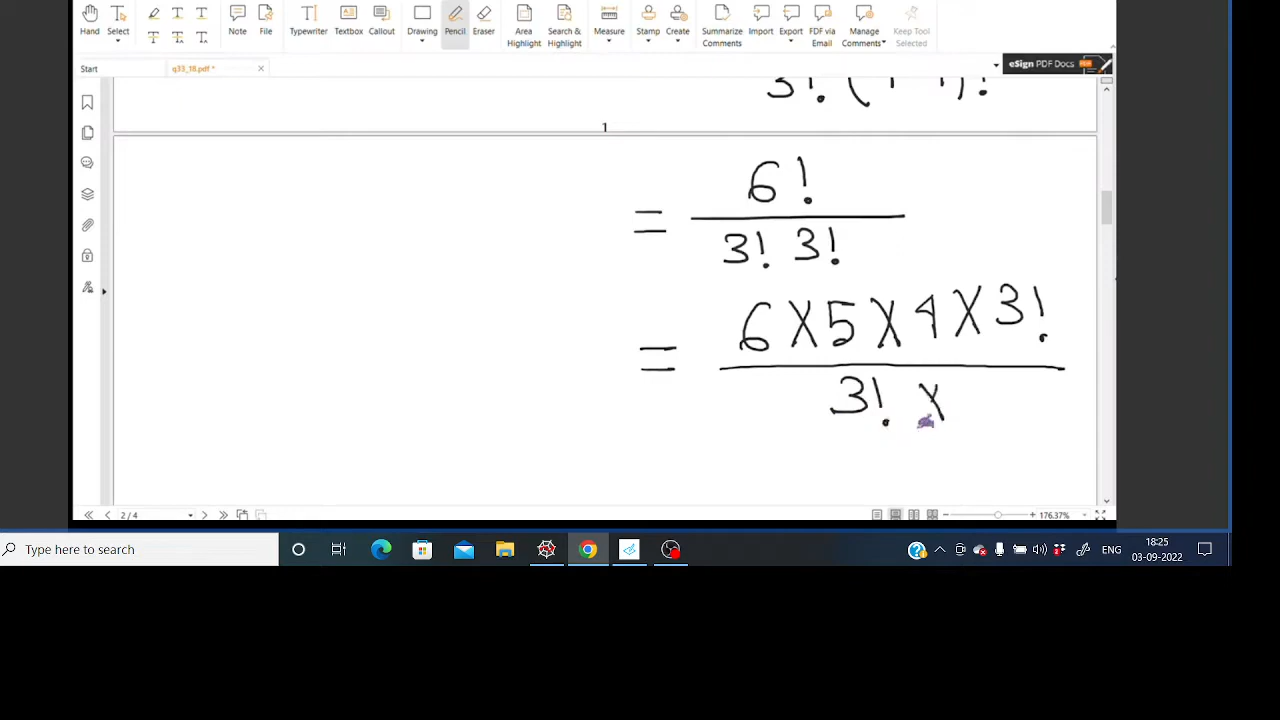 Hand Select Note File Typewriter Textbox Callout Drawing Pencil Eraser Area Highlight Search & Highlight Measure Stamp Create Summarize Comments Import Export PDF via Email Manage Comments Keep Tool Selected
Start q33_18.pdf * eSign PDF Docs
3! (
1
= 6!
3! 3!
= 6 X 5 X 4 X 3!
3! X
2 / 4 176.37%
Type here to search ENG 18:25
03-09-2022